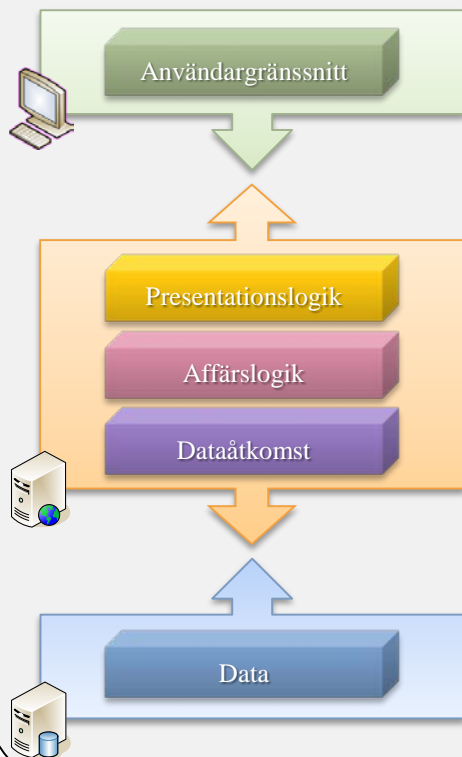 Användargränssnitt
Presentationslogik
Affärslogik
Dataåtkomst
Data